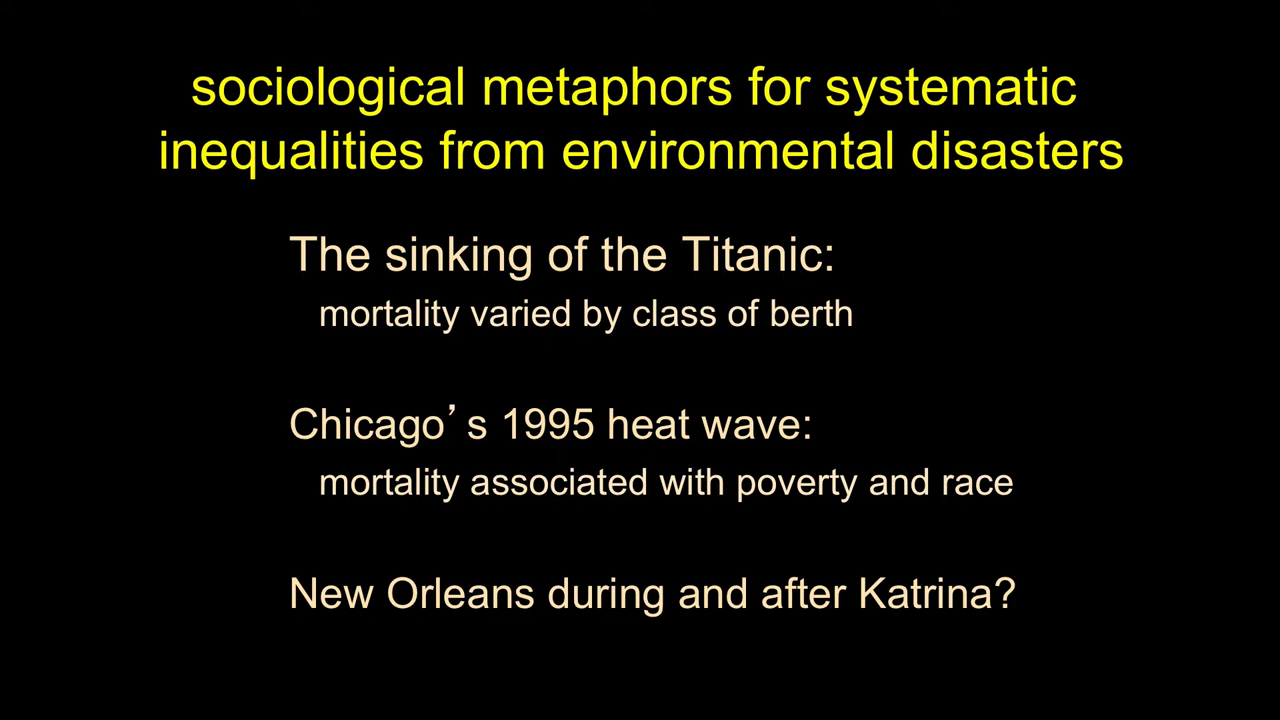 sociological metaphors for systematic
inequalities from environmental disasters
The sinking of the Titanic:
mortality varied by class of berth
Chicago’s 1995 heat wave:
mortality associated with poverty and race
New Orleans during and after Katrina?